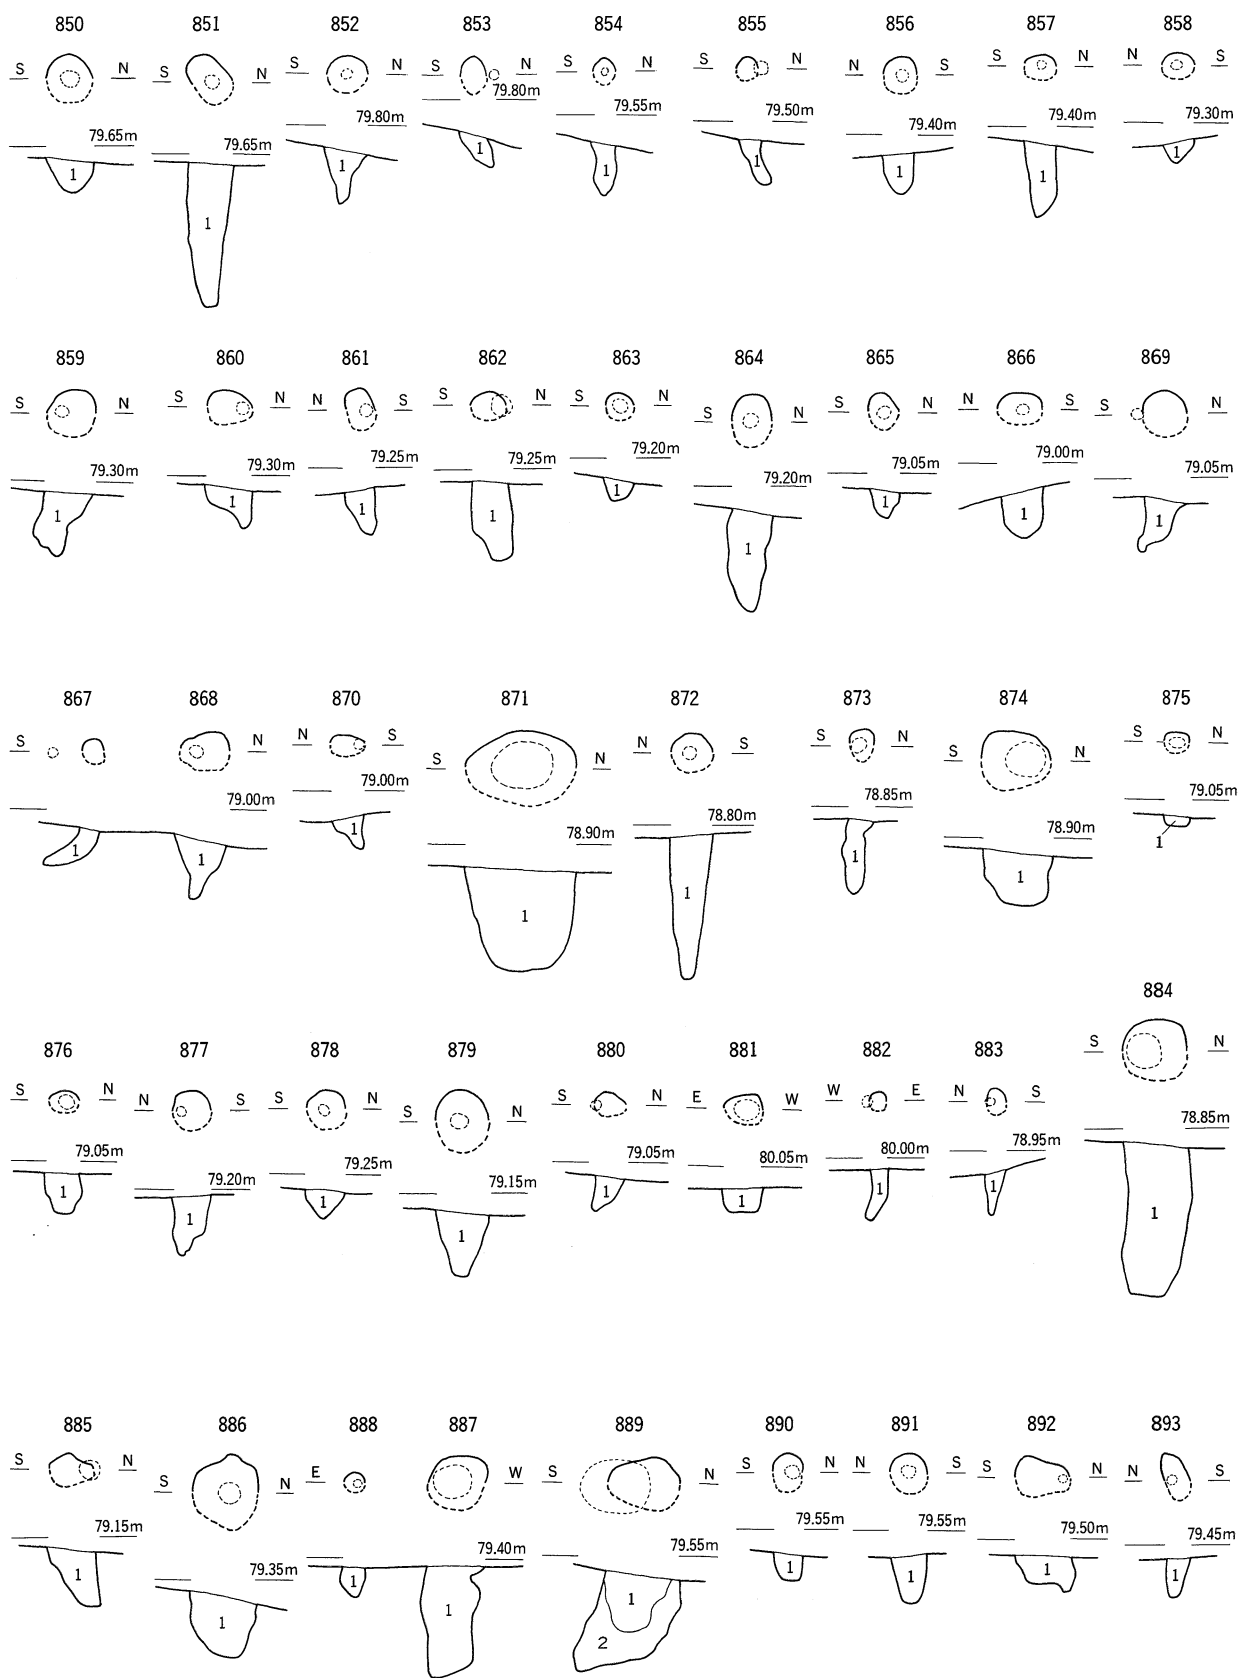 850 851 852 853 854 855 856 857 858
S N S N S N S N S N S N N S S N N S
79.65m 79.65m 79.80m 79.80m 79.55m 79.50m 79.40m 79.40m 79.30m
1 1 1 1 1 1 1 1 1
859 860 861 862 863 864 865 866 869
S N S N N S S N S N S N S N N S S N
79.30m 79.30m 79.25m 79.25m 79.20m 79.20m 79.05m 79.00m 79.05m
1 1 1 1 1 1 1 1 1
867 868 870 871 872 873 874 875
S N N S S N N S S N S N S N
79.00m 79.00m 78.90m 78.80m 78.85m 78.90m 79.05m
1 1 1 1 1 1 1 1
876 877 878 879 880 881 882 883 884
S N N S S N S N S N E W W E N S S N
79.05m 79.20m 79.25m 79.15m 79.05m 80.05m 80.00m 78.95m 78.85m
1 1 1 1 1 1 1 1 1
885 886 888 887 889 890 891 892 893
S N S N E W S N S N N S S N N S
79.15m 79.35m 79.40m 79.55m 79.55m 79.55m 79.50m 79.45m
1 1 1 1 1 1 1 1 1
2